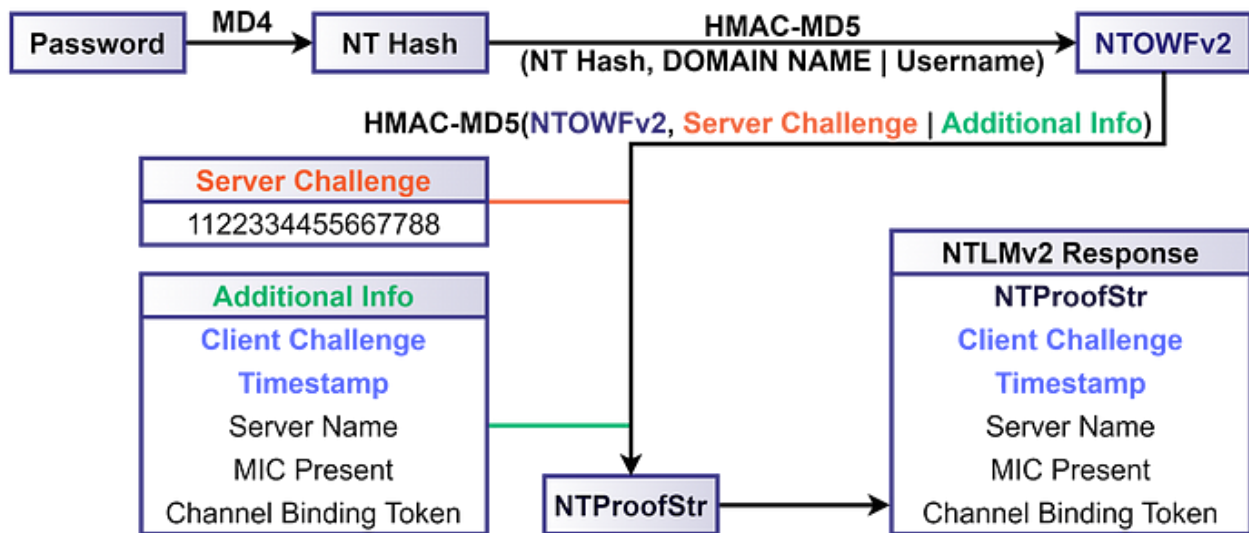 Password
MD4
NT Hash
HMAC-MD5
(NT Hash, DOMAIN NAME | Username)
NTOWFv2
HMAC-MD5(NTOWFv2, Server Challenge | Additional Info)
Server Challenge
1122334455667788
Additional Info
Client Challenge
Timestamp
Server Name
MIC Present
Channel Binding Token
NTProofStr
NTLMv2 Response
NTProofStr
Client Challenge
Timestamp
Server Name
MIC Present
Channel Binding Token